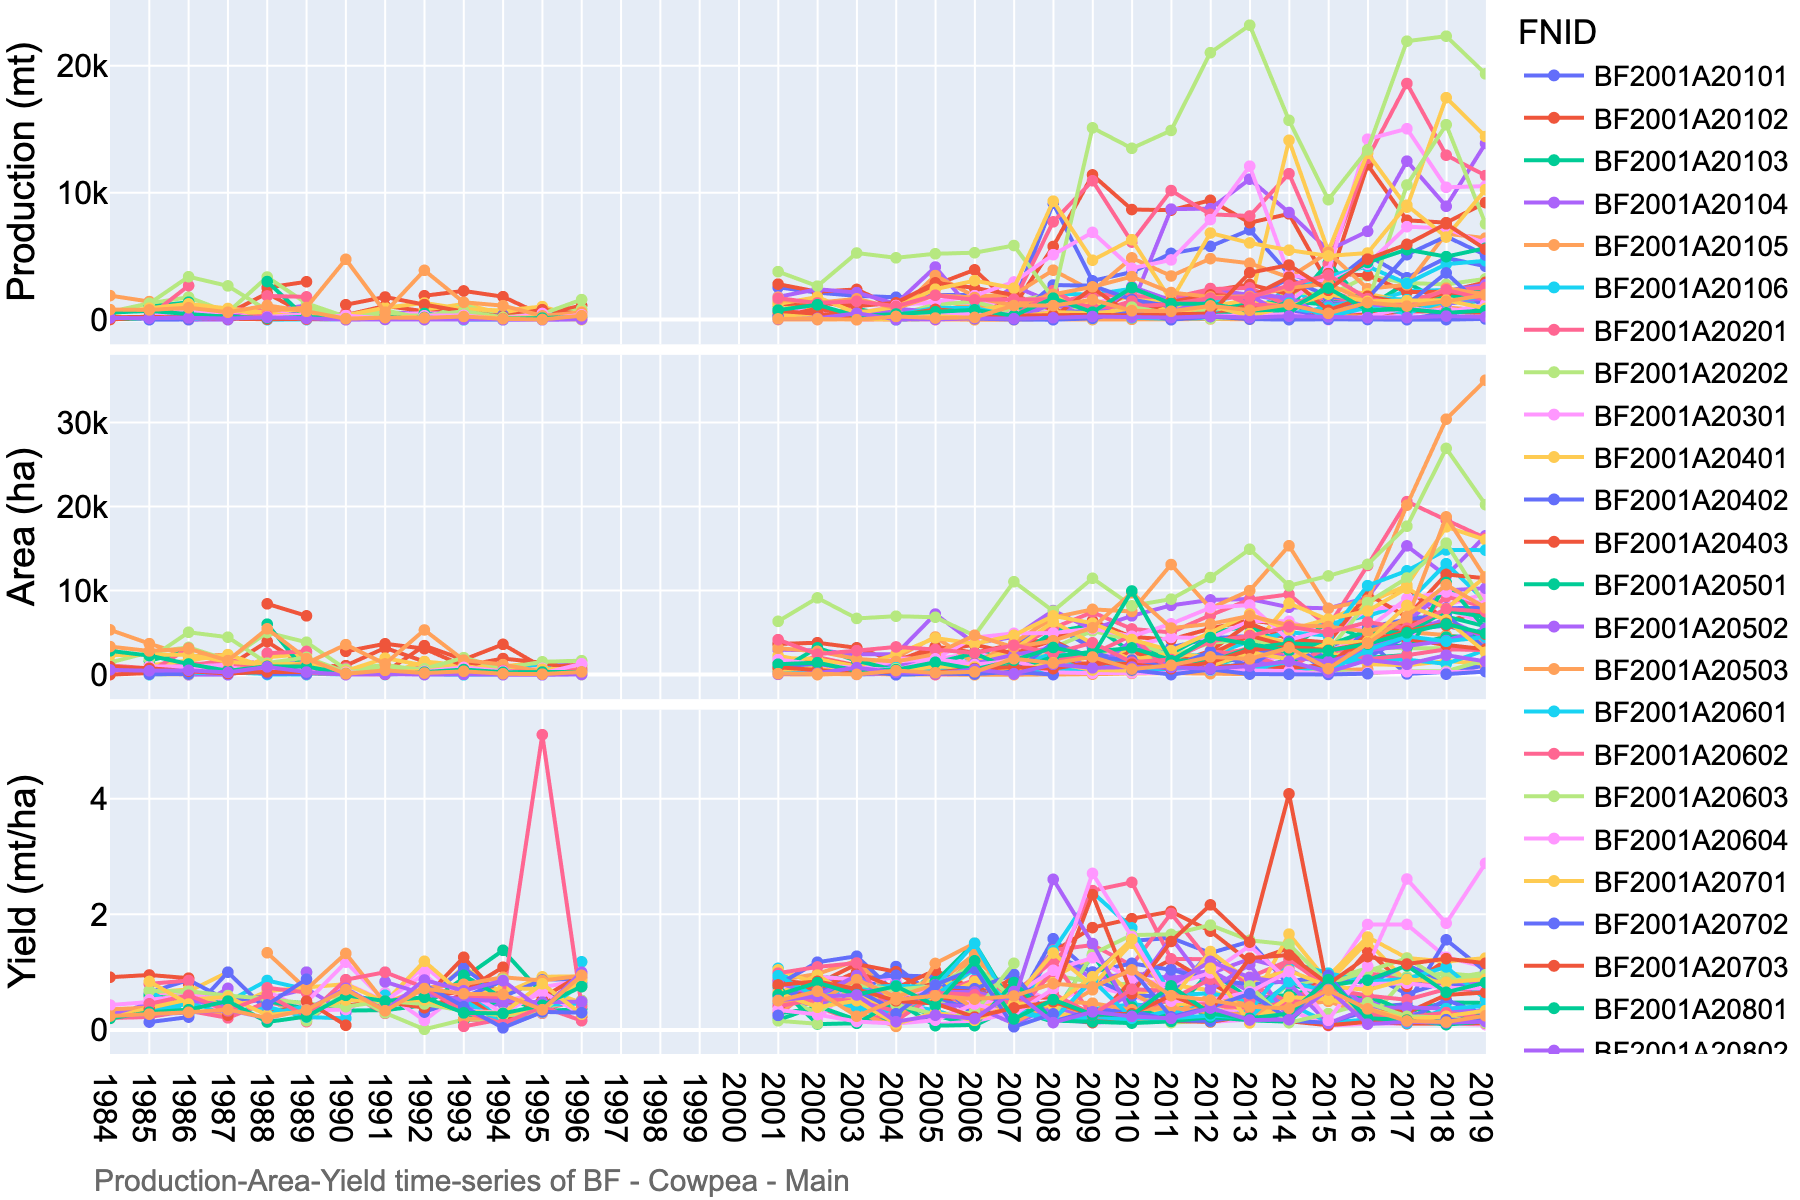 FNID
BF2001A20101
BF2001A20102
BF2001A20103
BF2001A20104
BF2001A20105
BF2001A20106
BF2001A20201
BF2001A20202
BF2001A20301
BF2001A20401
BF2001A20402
BF2001A20403
BF2001A20501
BF2001A20502
BF2001A20503
BF2001A20601
BF2001A20602
BF2001A20603
BF2001A20604
BF2001A20701
BF2001A20702
BF2001A20703
BF2001A20801
BF2001A20802
Production (mt)
20k
10k
0
Area (ha)
30k
20k
10k
0
Yield (mt/ha)
4
2
0
1984
1985
1986
1987
1988
1989
1990
1991
1992
1993
1994
1995
1996
1997
1998
1999
2000
2001
2002
2003
2004
2005
2006
2007
2008
2009
2010
2011
2012
2013
2014
2015
2016
2017
2018
2019
Production-Area-Yield time-series of BF - Cowpea - Main